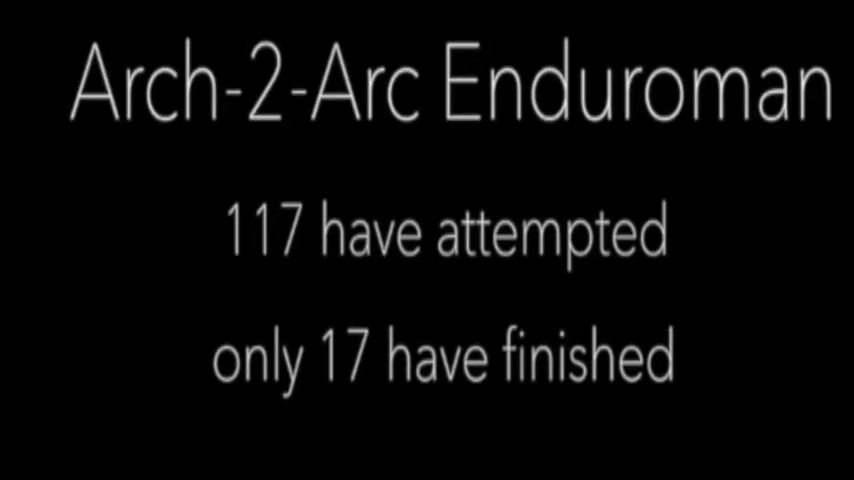 Arch-2-Arc Enduroman
117 have attempted
only 17 have finished